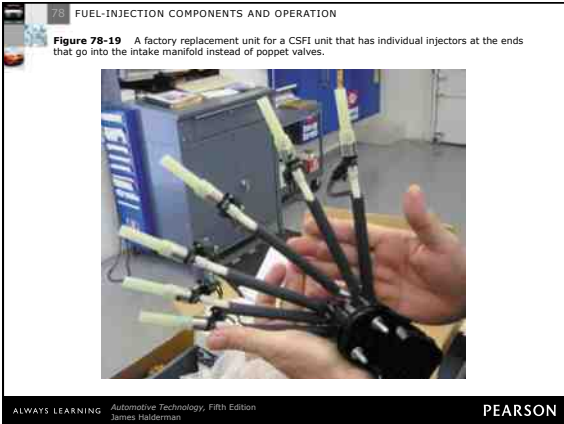 78 FUEL-INJECTION COMPONENTS AND OPERATION
Figure 78-19 A factory replacement unit for a CSFI unit that has individual injectors at the ends
that go into the intake manifold instead of poppet valves.
ALWAYS LEARNING
Automotive Technology, Fifth Edition
James Halderman
PEARSON